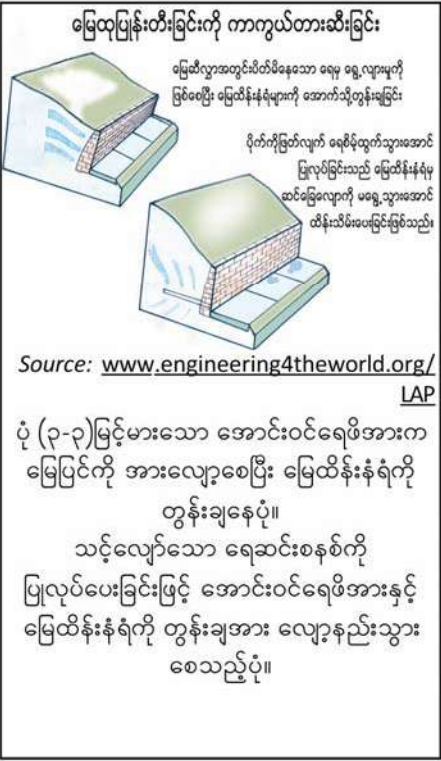 မြေထုပြုန်းတီးခြင်းကို ကာကွယ်တားဆီးခြင်း
မြေဆီလွှာအတွင်းပိတ်မိနေသော ရေမှ ရွေ့လျားမှုကို
ဖြစ်စေပြီး မြေထိန်းနံရံများကို အောက်သို့တွန်းချခြင်း
ပိုက်ကိုဖြတ်လျက် ရေစိမ့်ထွက်သွားအောင်
ပြုလုပ်ခြင်းသည် မြေထိန်းနံရံမှ
ဆင်ခြေလျောကို မရွေ့သွားအောင်
ထိန်းသိမ်းပေးခြင်းဖြစ်သည်။
Source: www.engineering4theworld.org/
LAP
ပုံ (၃-၃)မြင့်မားသော အောင်းဝင်ရေဖိအားက
မြေပြင်ကို အားလျော့စေပြီး မြေထိန်းနံရံကို
တွန်းချနေပုံ။
သင့်လျော်သော ရေဆင်းစနစ်ကို
ပြုလုပ်ပေးခြင်းဖြင့် အောင်းဝင်ရေဖိအားနှင့်
မြေထိန်းနံရံကို တွန်းချအား လျော့နည်းသွား
စေသည့်ပုံ။